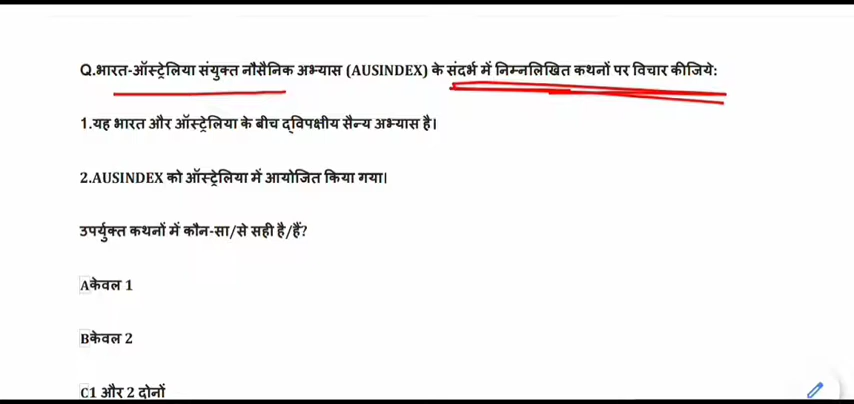 Q.भारत-ऑस्ट्रेलिया संयुक्त नौसैनिक अभ्यास (AUSINDEX) के संदर्भ में निम्नलिखित कथनों पर विचार कीजिये:
1.यह भारत और ऑस्ट्रेलिया के बीच द्विपक्षीय सैन्य अभ्यास है।
2.AUSINDEX को ऑस्ट्रेलिया में आयोजित किया गया।
उपर्युक्त कथनों में कौन-सा/से सही है/हैं?
Aकेवल 1
Bकेवल 2
C1 और 2 दोनों